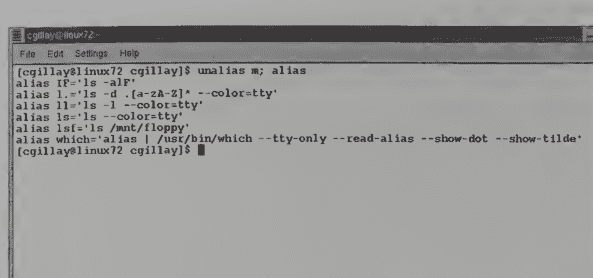 cgillay@linux72:~
File Edit Settings Help
[cgillay@linux72 cgillay]$ unalias m; alias
alias IF='ls -alF'
alias l.='ls -d .[a-zA-Z]* --color=tty'
alias ll='ls -l --color=tty'
alias ls='ls --color=tty'
alias lsf='ls /mnt/floppy'
alias which='alias | /usr/bin/which --tty-only --read-alias --show-dot --show-tilde'
[cgillay@linux72 cgillay]$